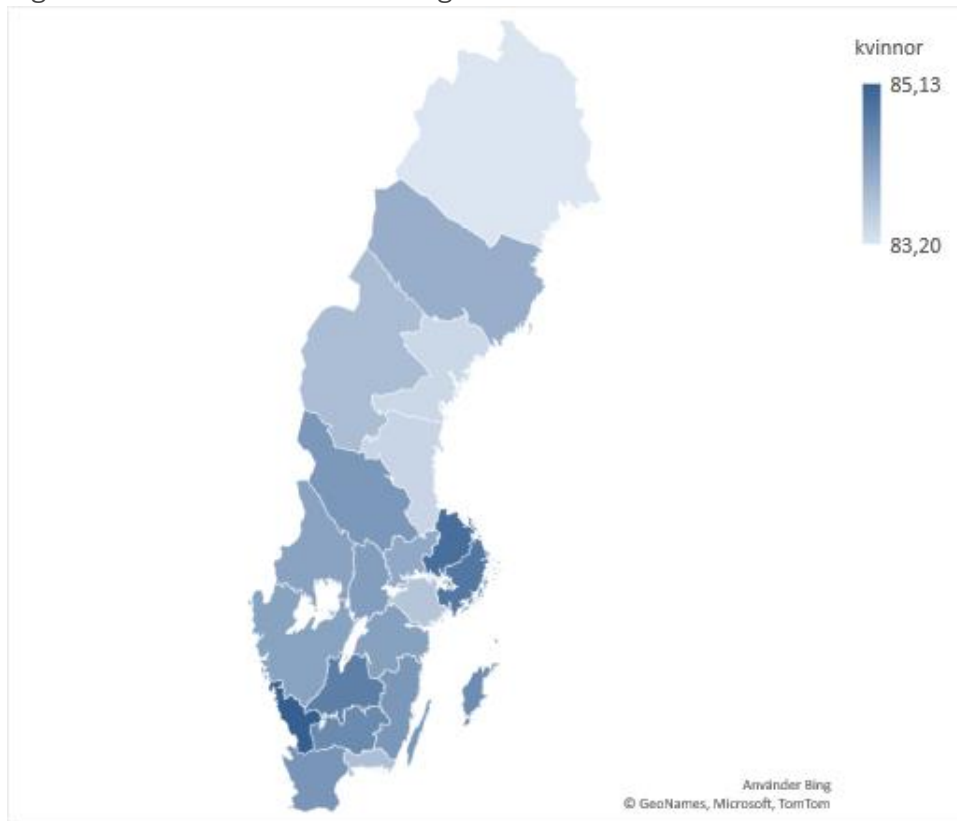 kvinnor
85,13
83,20
Använder Bing
© GeoNames, Microsoft, TomTom